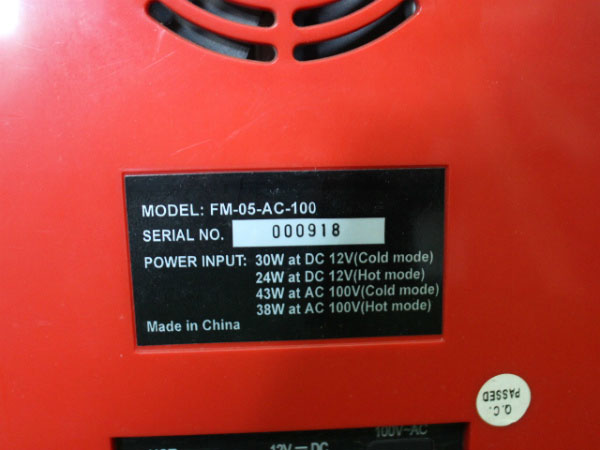 MODEL: FM-05-AC-100
SERIAL NO. 000918
POWER INPUT: 30W at DC 12V(Cold mode)
24W at DC 12V(Hot mode)
43W at AC 100V(Cold mode)
38W at AC 100V(Hot mode)
Made in China
Q.C.
PASSED
HOT
12V DC
100V~AC